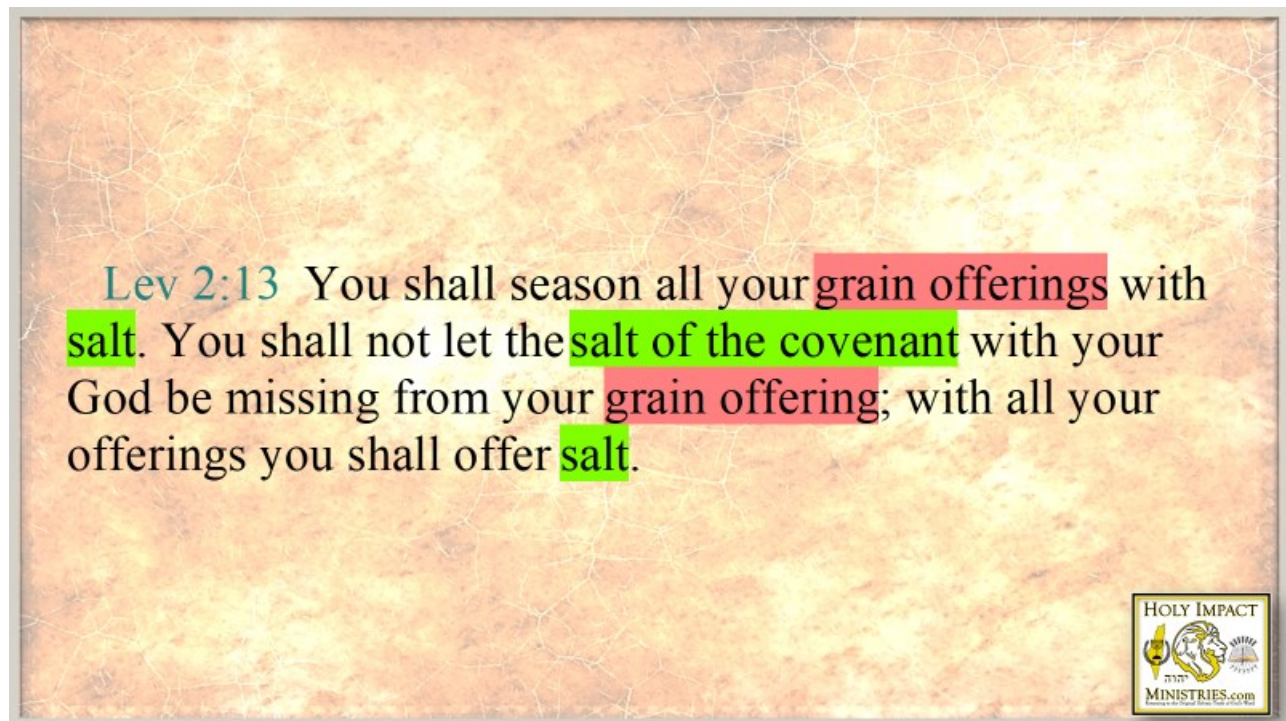 Lev 2:13 You shall season all your grain offerings with
salt. You shall not let the salt of the covenant with your
God be missing from your grain offering; with all your
offerings you shall offer salt.
HOLY IMPACT
יהוה
MINISTRIES.com